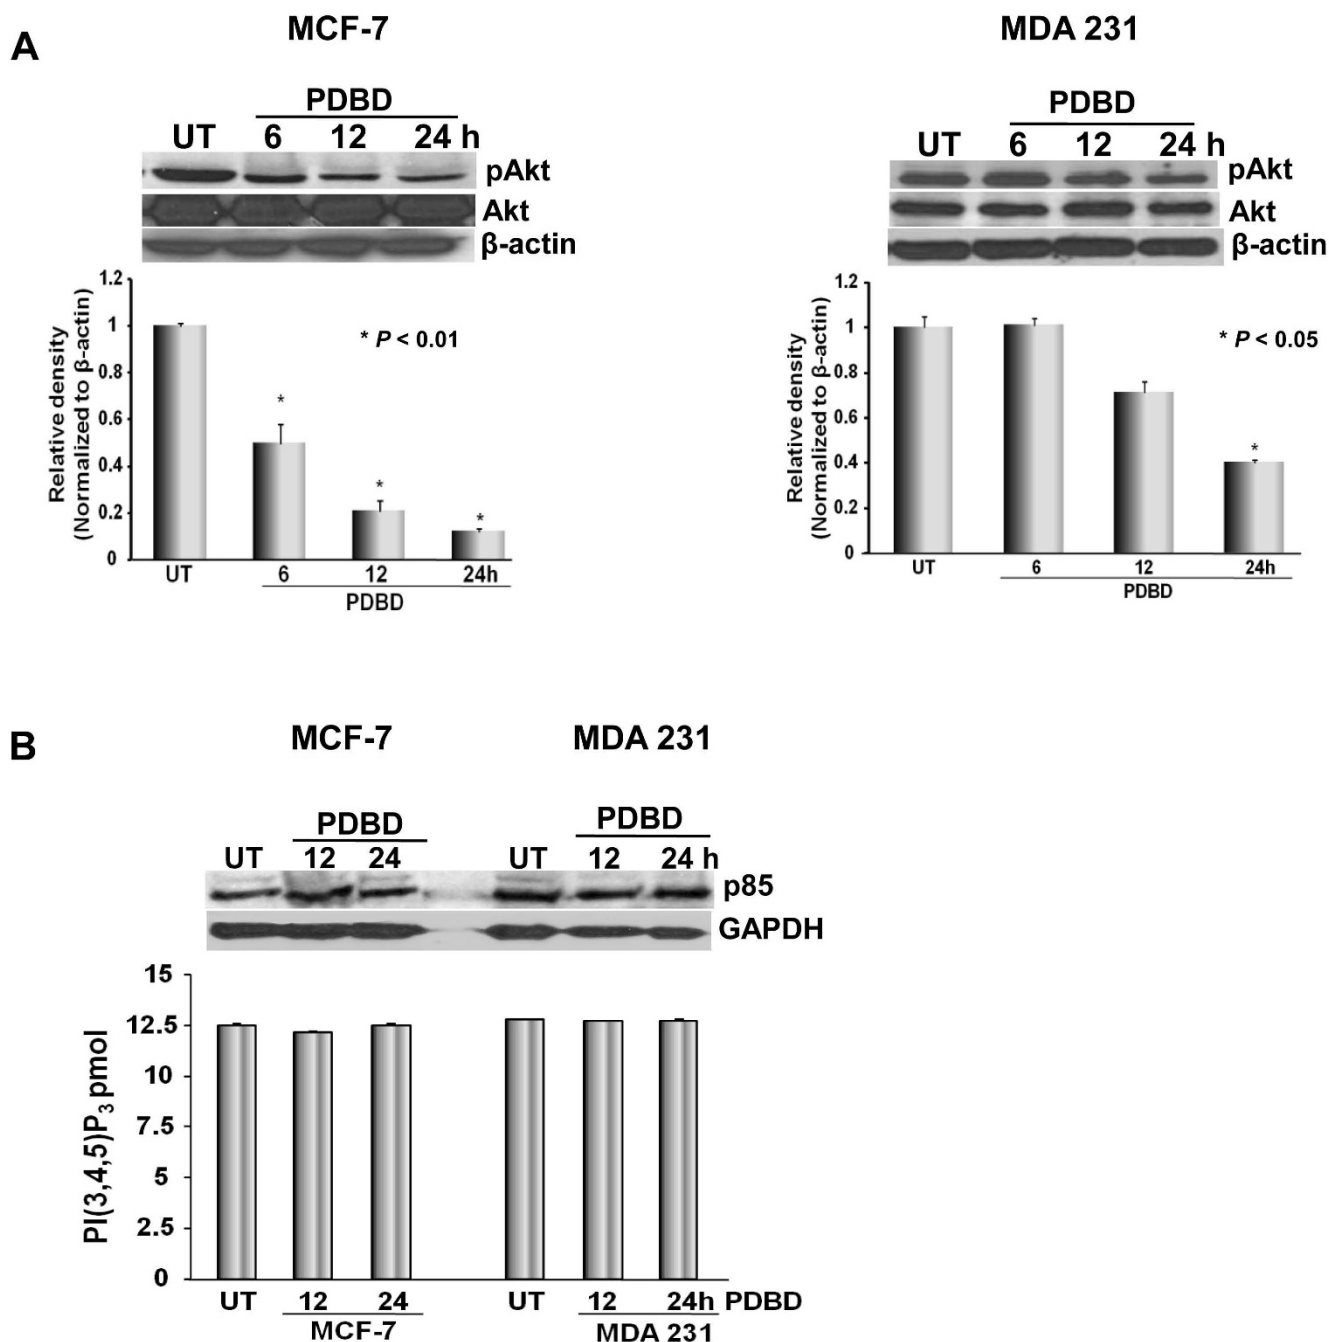 A
MCF-7
PDBD
UT 6 12 24 h
pAkt
Akt
β-actin
Relative density
(Normalized to β-actin)
1.2
1
0.8
0.6
0.4
0.2
0
* P < 0.01
*
*
*
UT 6 12 24h
PDBD
MDA 231
PDBD
UT 6 12 24 h
pAkt
Akt
β-actin
Relative density
(Normalized to β-actin)
1.2
1
0.8
0.6
0.4
0.2
0
* P < 0.05
*
UT 6 12 24h
PDBD
B
MCF-7 MDA 231
PDBD PDBD
UT 12 24 UT 12 24 h
p85
GAPDH
PI(3,4,5)P₃ pmol
15
12.5
10
7.5
5
2.5
0
UT 12 24 UT 12 24h PDBD
MCF-7 MDA 231